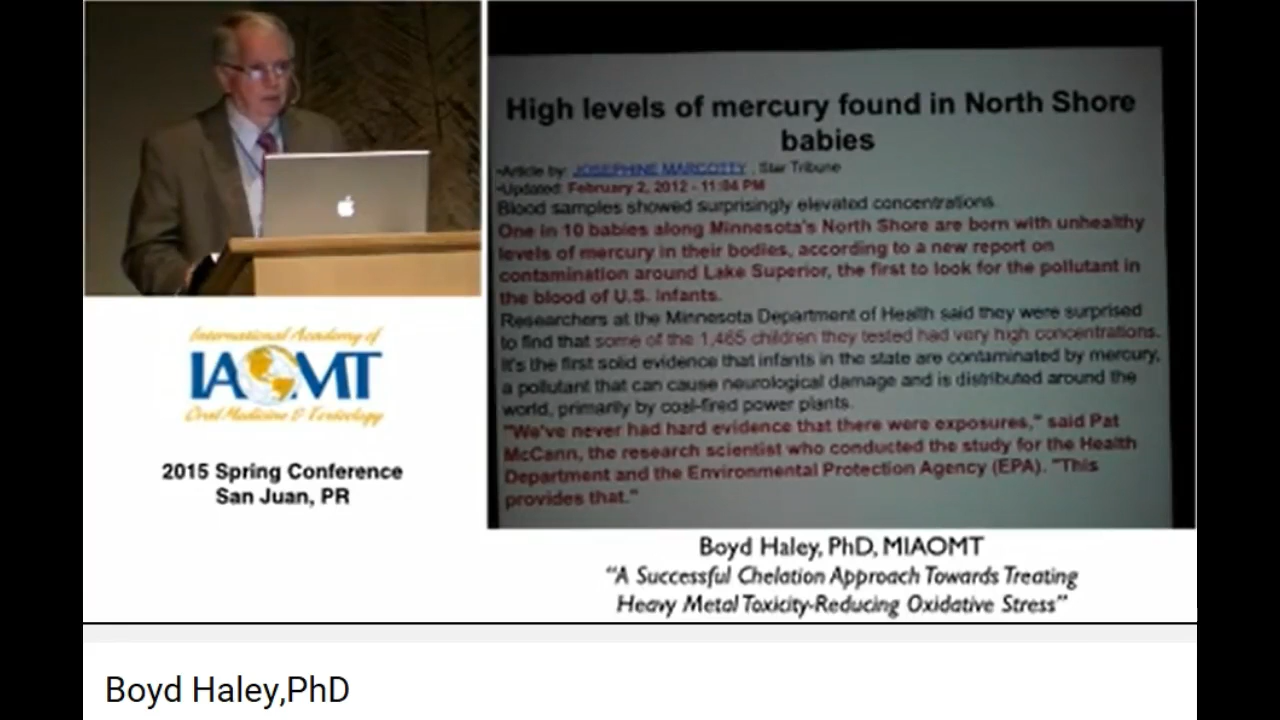 High levels of mercury found in North Shore
babies
•Article by: JOSEPHINE MARCOTTY , Star Tribune
•Updated: February 2, 2012 - 11:04 PM
Blood samples showed surprisingly elevated concentrations.
One in 10 babies along Minnesota's North Shore are born with unhealthy
levels of mercury in their bodies, according to a new report on
contamination around Lake Superior, the first to look for the pollutant in
the blood of U.S. infants.
Researchers at the Minnesota Department of Health said they were surprised
to find that some of the 1,465 children they tested had very high concentrations.
It's the first solid evidence that infants in the state are contaminated by mercury,
a pollutant that can cause neurological damage and is distributed around the
world, primarily by coal-fired power plants.
"We've never had hard evidence that there were exposures," said Pat
McCann, the research scientist who conducted the study for the Health
Department and the Environmental Protection Agency (EPA). "This
provides that."
International Academy of
IAOMT
Oral Medicine & Toxicology
2015 Spring Conference
San Juan, PR
Boyd Haley, PhD, MIAOMT
“A Successful Chelation Approach Towards Treating
Heavy Metal Toxicity-Reducing Oxidative Stress”
Boyd Haley,PhD